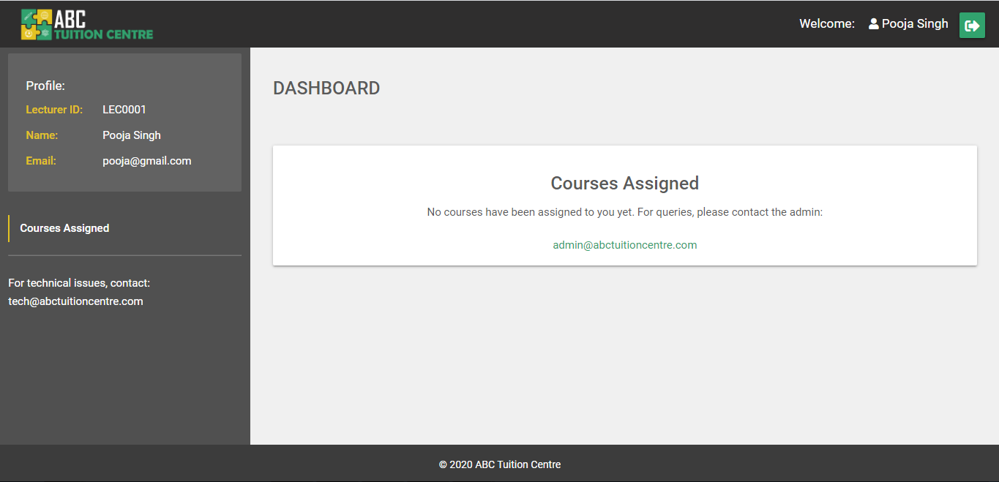 ABC
TUITION CENTRE
Welcome: Pooja Singh
Profile:
Lecturer ID: LEC0001
Name: Pooja Singh
Email: pooja@gmail.com
Courses Assigned
For technical issues, contact:
tech@abctuitioncentre.com
DASHBOARD
Courses Assigned
No courses have been assigned to you yet. For queries, please contact the admin:
admin@abctuitioncentre.com
© 2020 ABC Tuition Centre